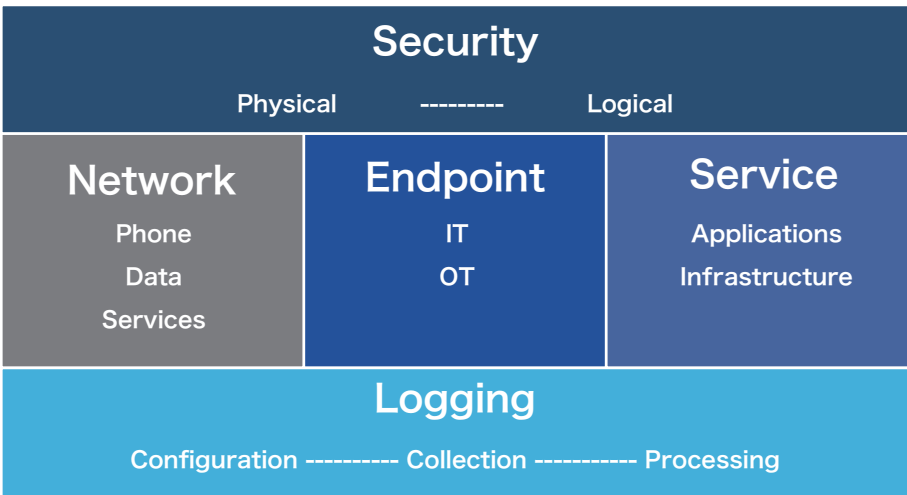 Security
Physical --------- Logical
Network
Phone
Data
Services
Endpoint
IT
OT
Service
Applications
Infrastructure
Logging
Configuration ---------- Collection ----------- Processing